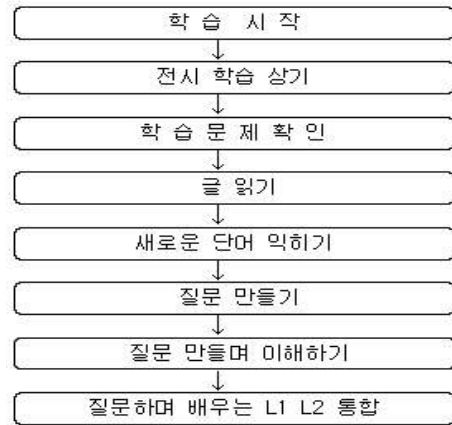 학 습 시 작
전시 학습 상기
학 습 문 제 확 인
글 읽기
새로운 단어 익히기
질문 만들기
질문 만들며 이해하기
질문하며 배우는 L1 L2 통합